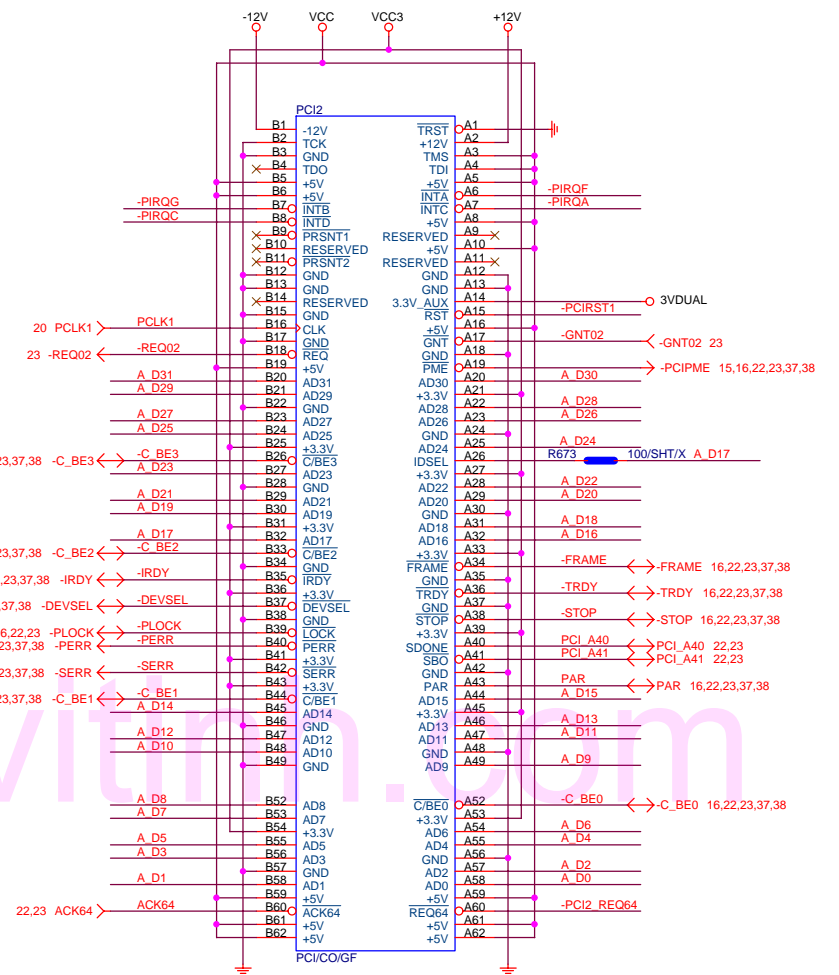 -12V VCC VCC3 +12V
PCI2
B1 -12V TRST A1
B2 TCK +12V A2
B3 GND TMS A3
B4 TDO TDI A4
B5 +5V +5V A5
B6 +5V INTA A6 -PIRQF
-PIRQG B7 INTB INTC A7 -PIRQA
-PIRQC B8 INTD +5V A8
B9 PRSNT1 RESERVED A9
B10 RESERVED +5V A10
B11 PRSNT2 RESERVED A11
B12 GND GND A12
B13 GND GND A13
B14 RESERVED 3.3V_AUX A14 3VDUAL
B15 GND RST A15 -PCIRST1
20 PCLK1 PCLK1 B16 CLK +5V A16
B17 GND GNT A17 -GNT02 -GNT02 23
23 -REQ02 -REQ02 B18 REQ GND A18
B19 +5V PME A19 -PCIPME 15,16,22,23,37,38
A_D31 B20 AD31 AD30 A20 A_D30
A_D29 B21 AD29 +3.3V A21
B22 GND AD28 A22 A_D28
A_D27 B23 AD27 AD26 A23 A_D26
A_D25 B24 AD25 GND A24
B25 +3.3V AD24 A25 A_D24
23,37,38 -C_BE3 -C_BE3 B26 C/BE3 IDSEL A26 R673 100/SHT/X A_D17
A_D23 B27 AD23 +3.3V A27
B28 GND AD22 A28 A_D22
A_D21 B29 AD21 AD20 A29 A_D20
A_D19 B30 AD19 GND A30
B31 +3.3V AD18 A31 A_D18
A_D17 B32 AD17 AD16 A32 A_D16
23,37,38 -C_BE2 -C_BE2 B33 C/BE2 +3.3V A33
B34 GND FRAME A34 -FRAME -FRAME 16,22,23,37,38
,23,37,38 -IRDY -IRDY B35 IRDY GND A35
B36 +3.3V TRDY A36 -TRDY -TRDY 16,22,23,37,38
37,38 -DEVSEL -DEVSEL B37 DEVSEL GND A37
B38 GND STOP A38 -STOP -STOP 16,22,23,37,38
6,22,23 -PLOCK -PLOCK B39 LOCK +3.3V A39
23,37,38 -PERR -PERR B40 PERR SDONE A40 PCI_A40 PCI_A40 22,23
B41 +3.3V SBO A41 PCI_A41 PCI_A41 22,23
23,37,38 -SERR -SERR B42 SERR GND A42
B43 +3.3V PAR A43 PAR PAR 16,22,23,37,38
23,37,38 -C_BE1 -C_BE1 B44 C/BE1 AD15 A44 A_D15
A_D14 B45 AD14 +3.3V A45
B46 GND AD13 A46 A_D13
A_D12 B47 AD12 AD11 A47 A_D11
A_D10 B48 AD10 GND A48
B49 GND AD9 A49 A_D9
vitinn.com
A_D8 B52 AD8 C/BE0 A52 -C_BE0 -C_BE0 16,22,23,37,38
A_D7 B53 AD7 +3.3V A53
B54 +3.3V AD6 A54 A_D6
A_D5 B55 AD5 AD4 A55 A_D4
A_D3 B56 AD3 GND A56
B57 GND AD2 A57 A_D2
A_D1 B58 AD1 AD0 A58 A_D0
B59 +5V +5V A59
22,23 ACK64 ACK64 B60 ACK64 REQ64 A60 -PCI2_REQ64
B61 +5V +5V A61
B62 +5V +5V A62
PCI/CO/GF